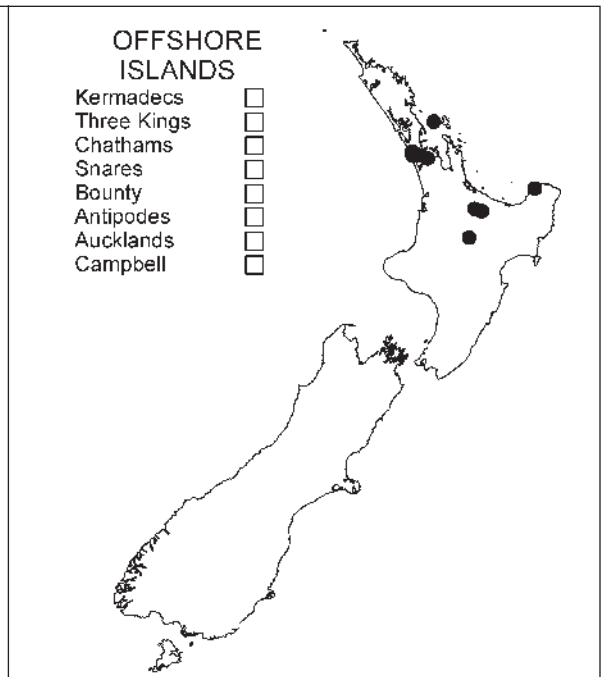 OFFSHORE
ISLANDS
Kermadecs
Three Kings
Chathams
Snares
Bounty
Antipodes
Aucklands
Campbell